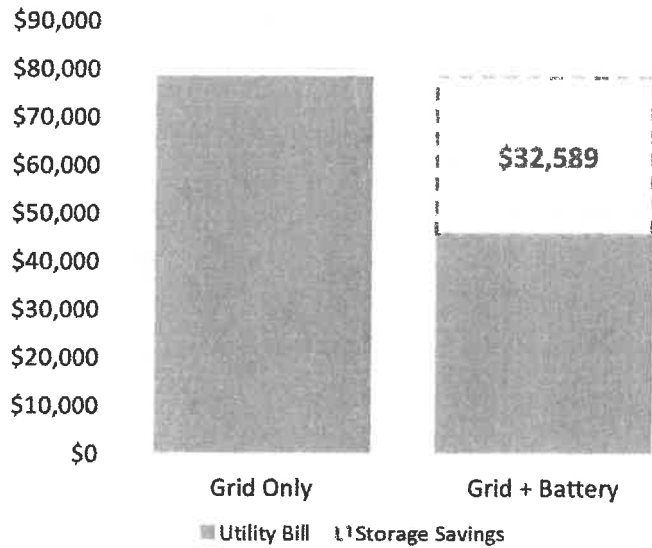 $90,000
$80,000
$70,000
$60,000
$50,000
$40,000
$30,000
$20,000
$10,000
$0
$32,589
Grid Only
Grid + Battery
Utility Bill
Storage Savings